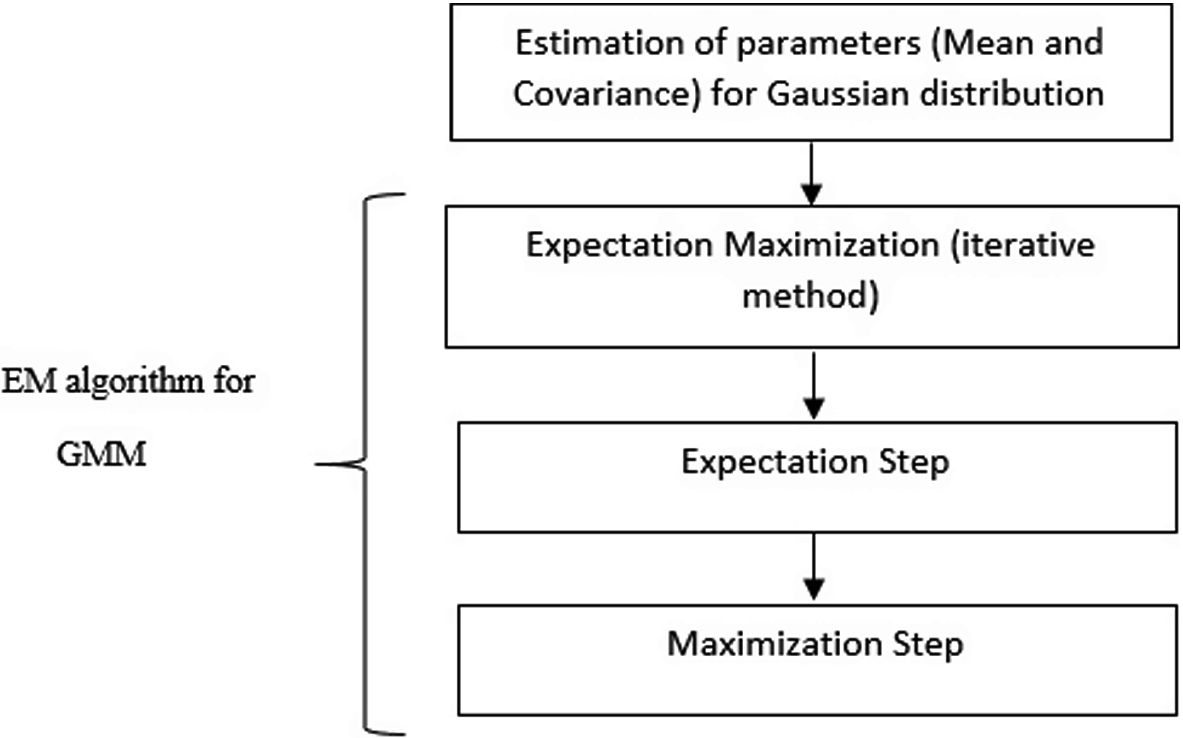 Estimation of parameters (Mean and
Covariance) for Gaussian distribution
Expectation Maximization (iterative
method)
EM algorithm for
GMM
Expectation Step
Maximization Step